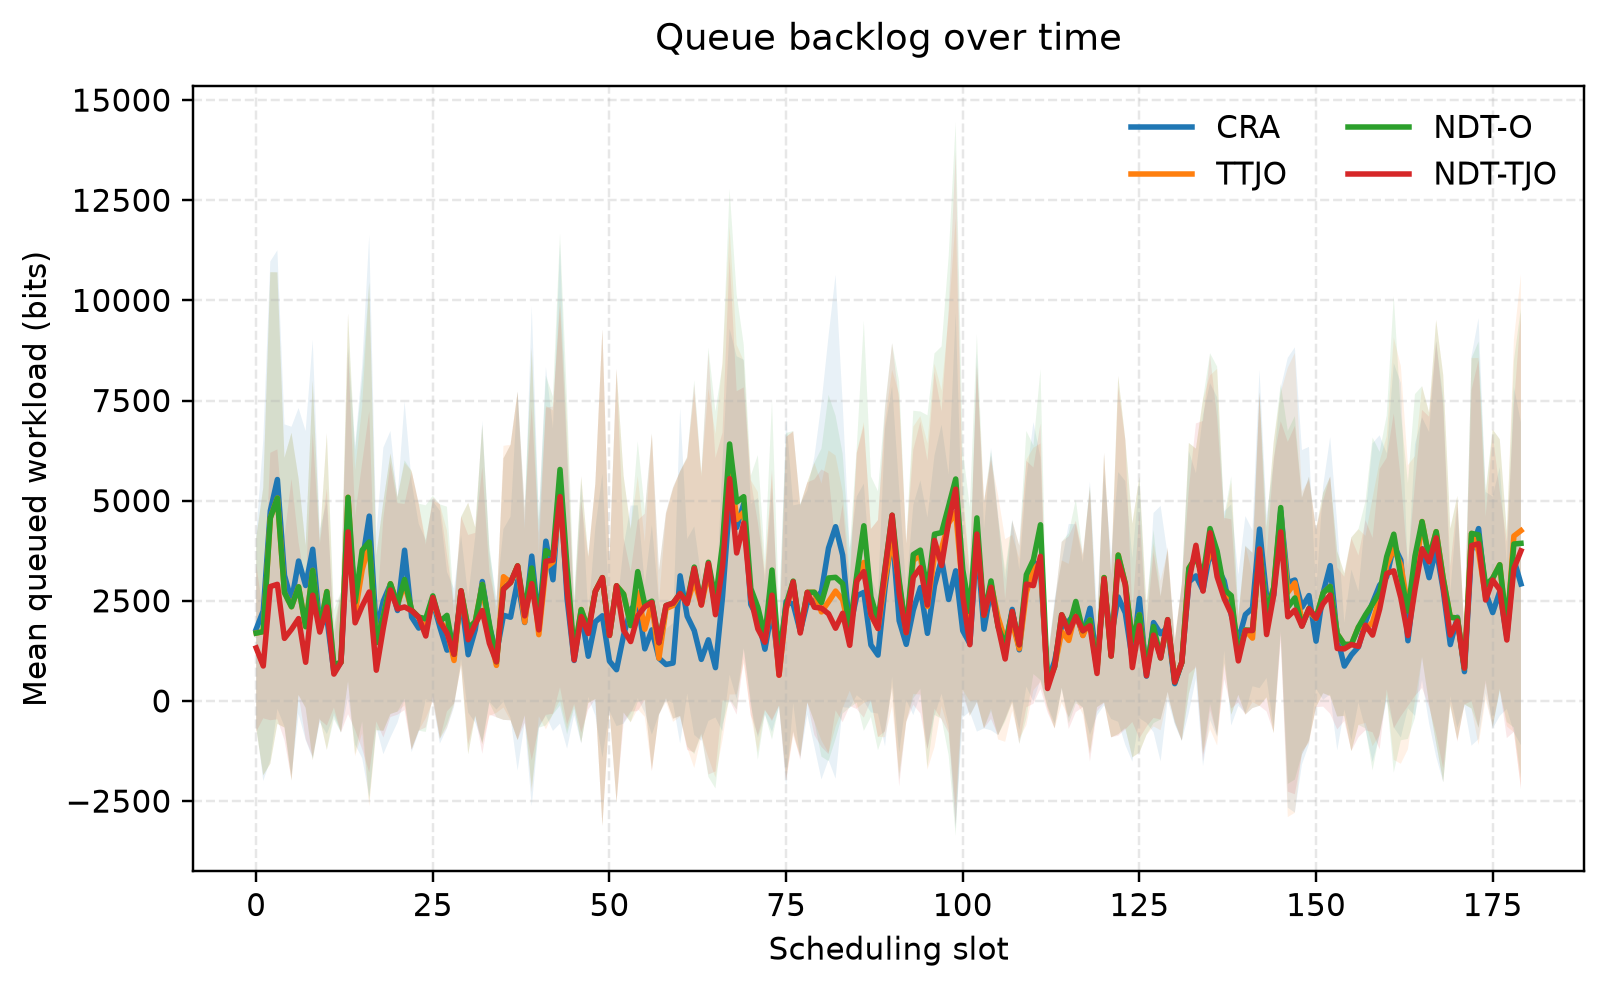 Queue backlog over time
Mean queued workload (bits)
15000
12500
10000
7500
5000
2500
0
−2500
CRA
TTJO
NDT-O
NDT-TJO
0 25 50 75 100 125 150 175
Scheduling slot